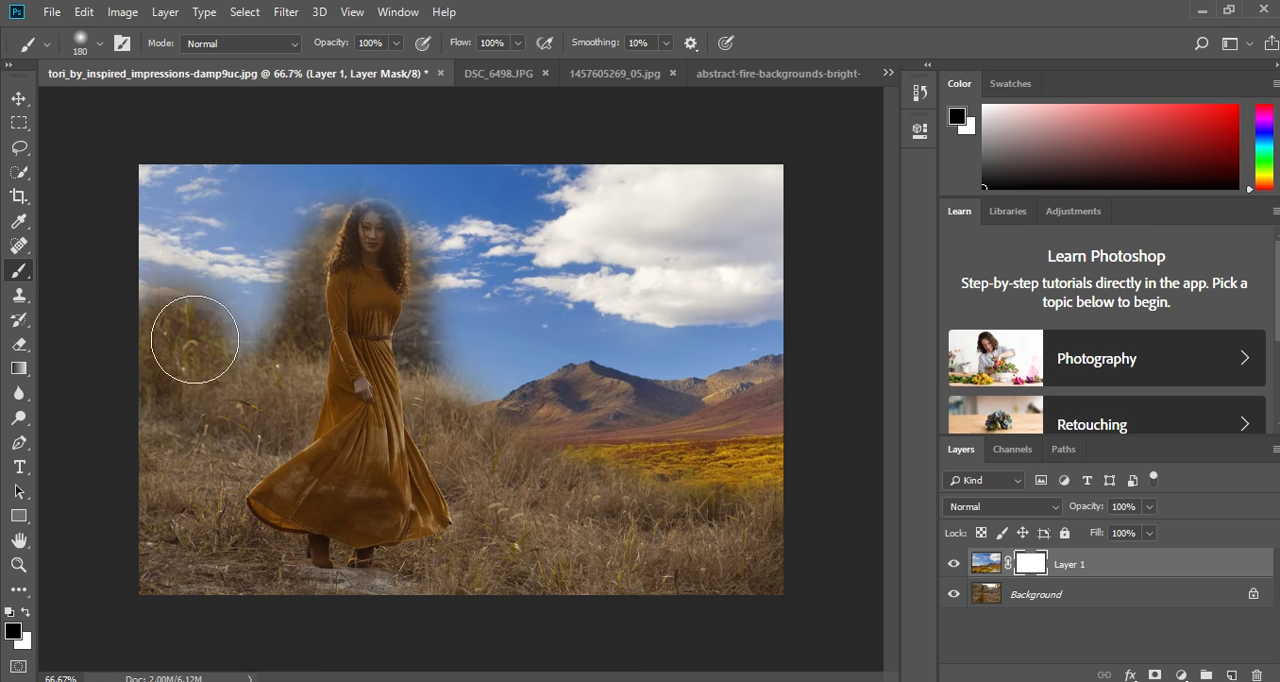 Ps File Edit Image Layer Type Select Filter 3D View Window Help
180 Mode: Normal Opacity: 100% Flow: 100% Smoothing: 10%
tori_by_inspired_impressions-damp9uc.jpg @ 66.7% (Layer 1, Layer Mask/8) * × DSC_6498.JPG × 1457605269_05.jpg × abstract-fire-backgrounds-bright-
Color Swatches
Learn Libraries Adjustments
Learn Photoshop
Step-by-step tutorials directly in the app. Pick a
topic below to begin.
Photography
Retouching
Layers Channels Paths
Kind
Normal Opacity: 100%
Lock: Fill: 100%
Layer 1
Background
fx
66.67% Doc: 2.00M/6.12M